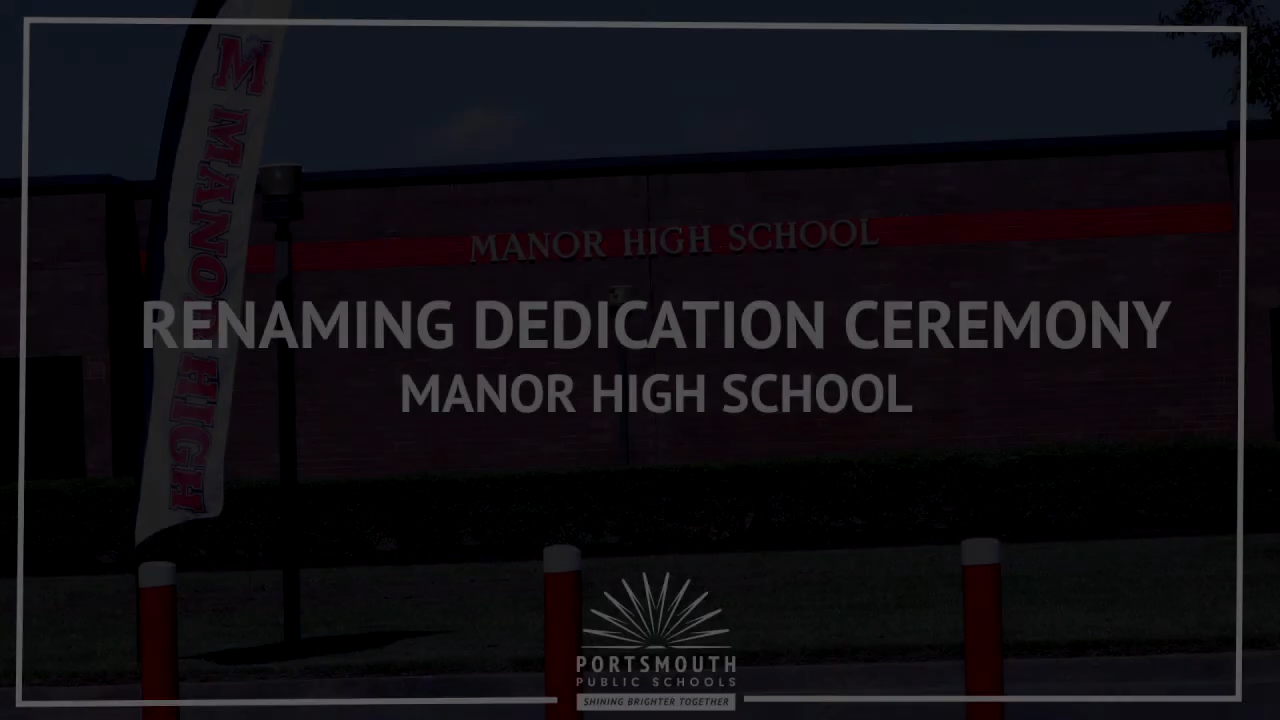 M MANOR HIGH
MANOR HIGH SCHOOL
RENAMING DEDICATION CEREMONY
MANOR HIGH SCHOOL
PORTSMOUTH
PUBLIC SCHOOLS
SHINING BRIGHTER TOGETHER